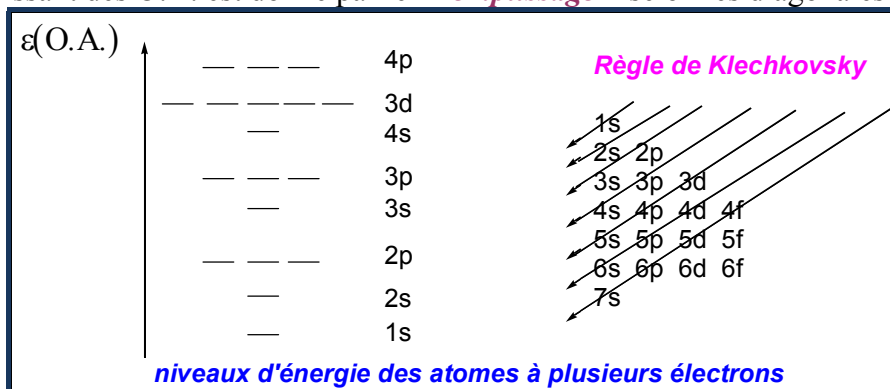 ε(O.A.)
4p
3d
4s
3p
3s
2p
2s
1s
Règle de Klechkovsky
1s
2s 2p
3s 3p 3d
4s 4p 4d 4f
5s 5p 5d 5f
6s 6p 6d 6f
7s
niveaux d'énergie des atomes à plusieurs électrons